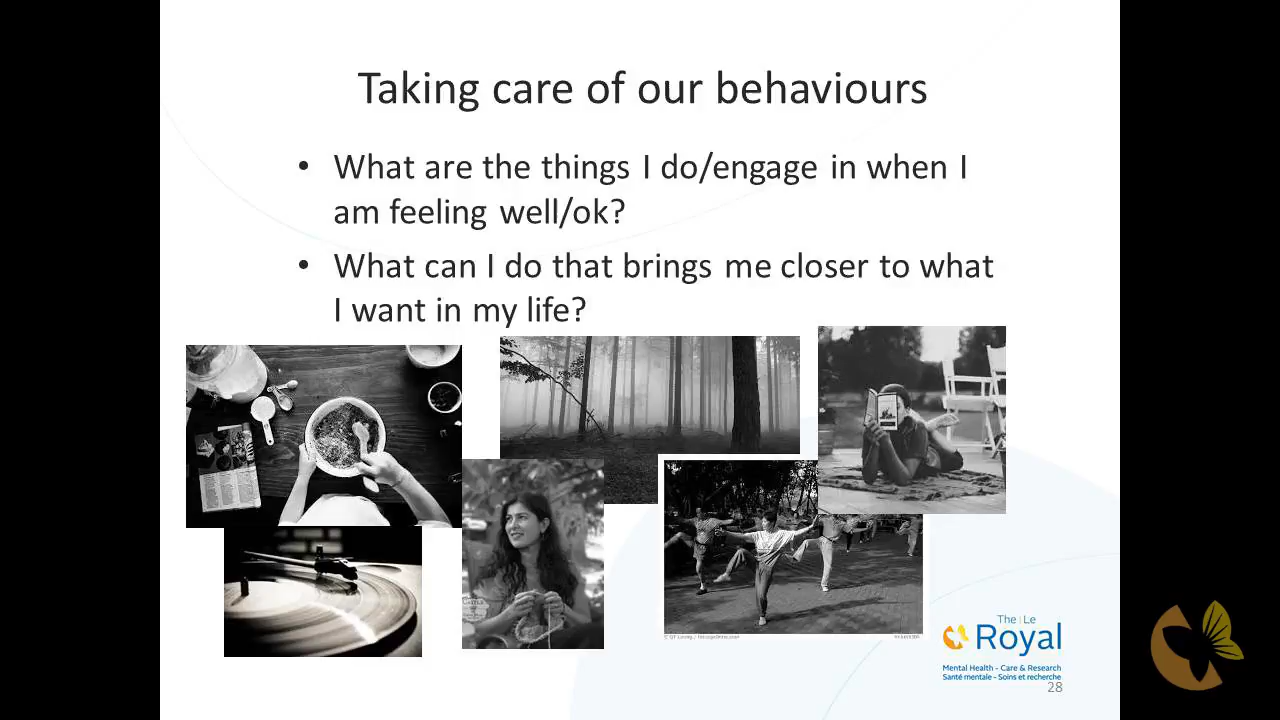 Taking care of our behaviours
• What are the things I do/engage in when I
am feeling well/ok?
• What can I do that brings me closer to what
I want in my life?
The | Le
Royal
Mental Health - Care & Research
Santé mentale - Soins et recherche
28